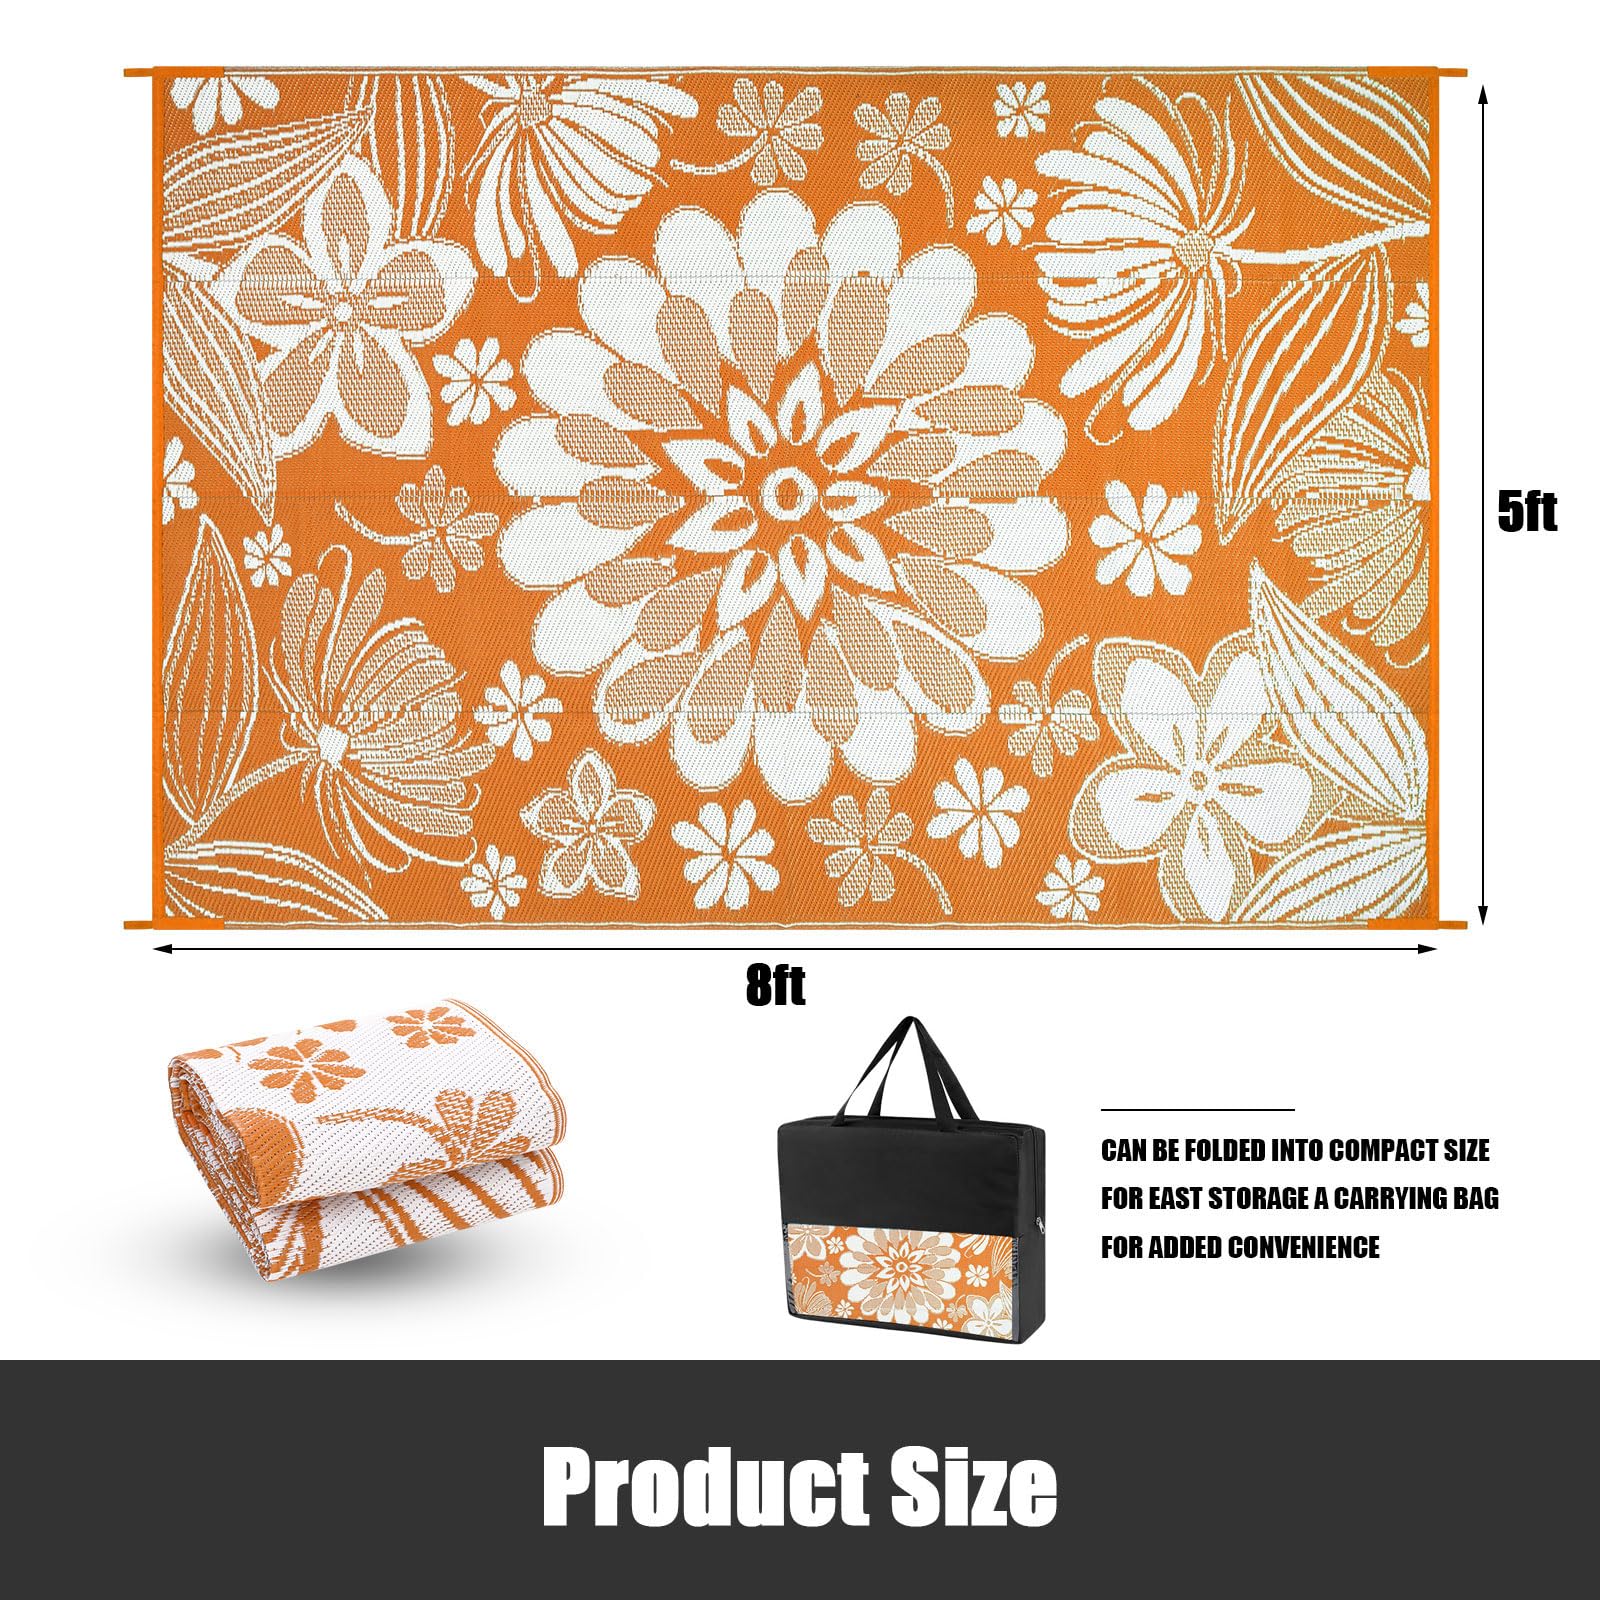 5ft
8ft
CAN BE FOLDED INTO COMPACT SIZE
FOR EAST STORAGE A CARRYING BAG
FOR ADDED CONVENIENCE
Product Size